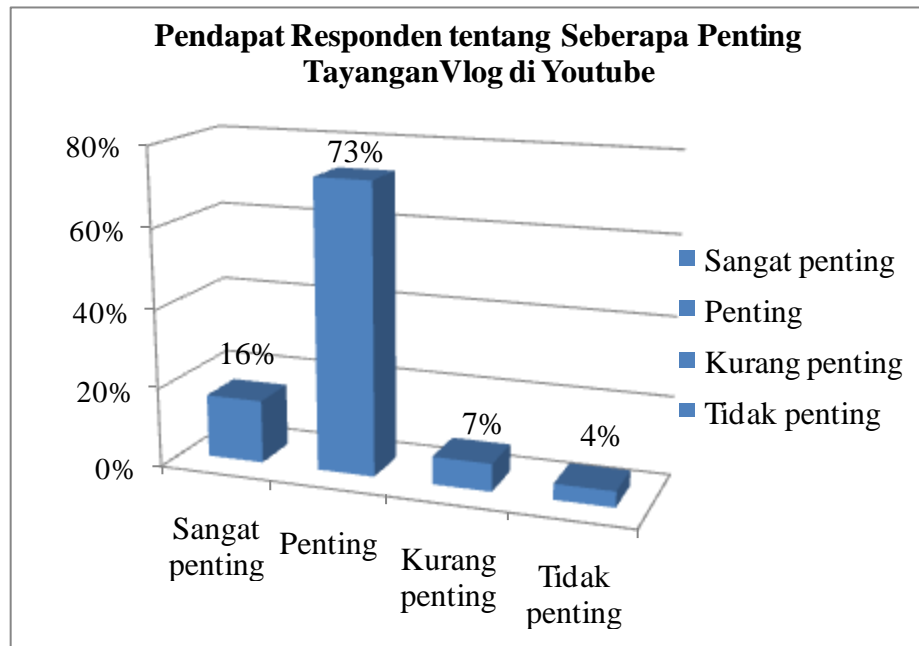 Pendapat Responden tentang Seberapa Penting
TayanganVlog di Youtube
80%
60%
40%
20%
0%
16%
73%
7%
4%
Sangat
penting
Penting
Kurang
penting
Tidak
penting
Sangat penting
Penting
Kurang penting
Tidak penting